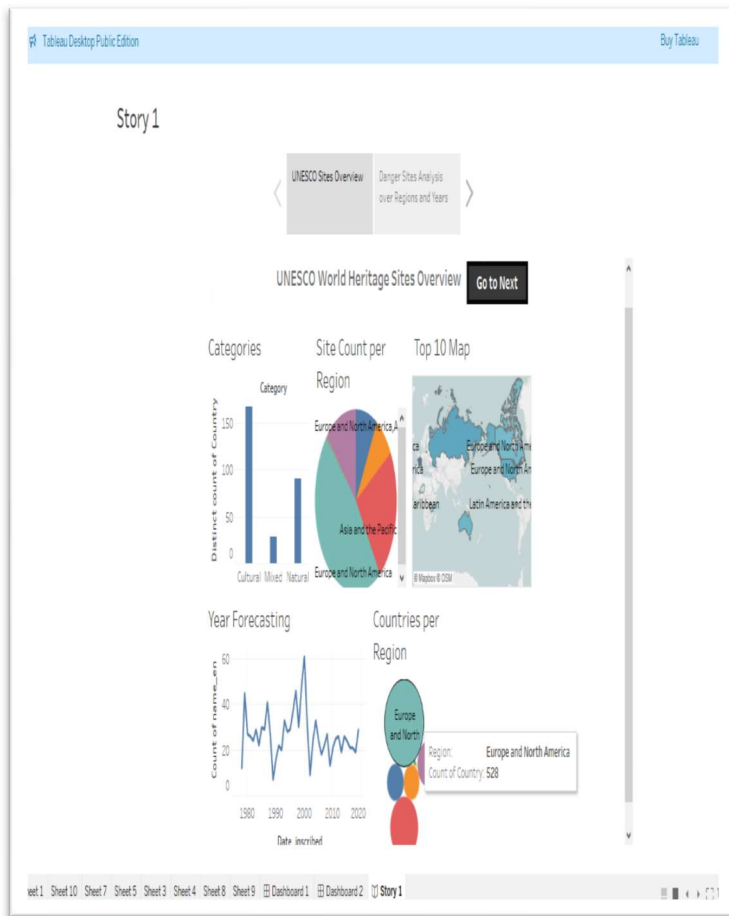 Tableau Desktop Public Edition
Buy Tableau
Story 1
UNESCO Sites Overview
Danger Sites Analysis
over Regions and Years
UNESCO World Heritage Sites Overview
Go to Next
Categories
Site Count per
Region
Top 10 Map
Category
Distinct count of Country
150
100
50
0
Cultural
Mixed
Natural
Europe and North America,A
Asia and the Pacific
Europe and North America
Europe and North Ame
Europe and North Am
aribbean
Latin America and the
© Mapbox © OSM
Year Forecasting
Countries per
Region
Count of name_en
60
40
20
0
1980
1990
2000
2010
2020
Date inscribed
Europe
and North
Region: Europe and North America
Count of Country: 528
heet 1
Sheet 10
Sheet 7
Sheet 5
Sheet 3
Sheet 4
Sheet 8
Sheet 9
Dashboard 1
Dashboard 2
Story 1